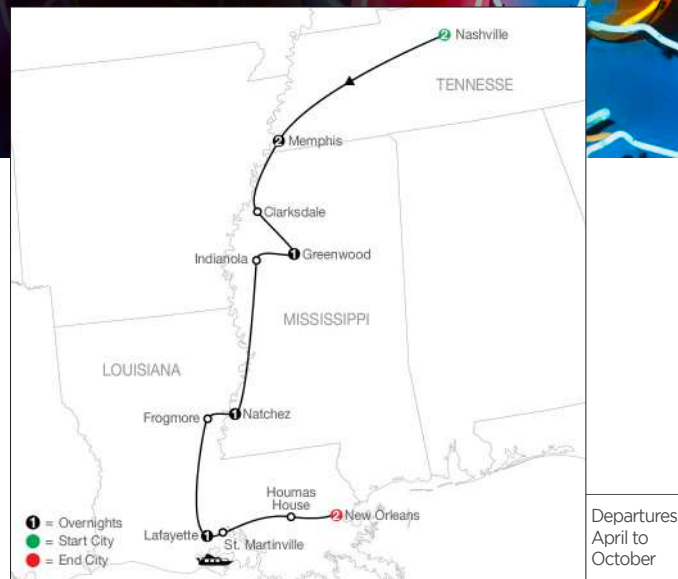 2 Nashville
TENNESSE
2 Memphis
Clarksdale
1 Greenwood
Indianola
MISSISSIPPI
LOUISIANA
1 Natchez
Frogmore
Houmas
House
2 New Orleans
Lafayette 1
St. Martinville
1 = Overnights
= Start City
= End City
Departures
April to
October